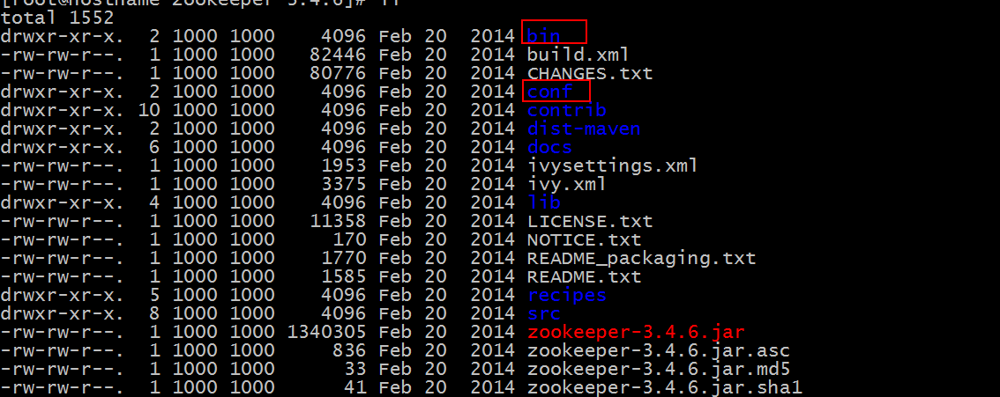 [root@hostname zookeeper-3.4.6]# ll
total 1552
drwxr-xr-x.  2 1000 1000    4096 Feb 20  2014 bin
-rw-rw-r--.  1 1000 1000   82446 Feb 20  2014 build.xml
-rw-rw-r--.  1 1000 1000   80776 Feb 20  2014 CHANGES.txt
drwxr-xr-x.  2 1000 1000    4096 Feb 20  2014 conf
drwxr-xr-x. 10 1000 1000    4096 Feb 20  2014 contrib
drwxr-xr-x.  2 1000 1000    4096 Feb 20  2014 dist-maven
drwxr-xr-x.  6 1000 1000    4096 Feb 20  2014 docs
-rw-rw-r--.  1 1000 1000    1953 Feb 20  2014 ivysettings.xml
-rw-rw-r--.  1 1000 1000    3375 Feb 20  2014 ivy.xml
drwxr-xr-x.  4 1000 1000    4096 Feb 20  2014 lib
-rw-rw-r--.  1 1000 1000   11358 Feb 20  2014 LICENSE.txt
-rw-rw-r--.  1 1000 1000     170 Feb 20  2014 NOTICE.txt
-rw-rw-r--.  1 1000 1000    1770 Feb 20  2014 README_packaging.txt
-rw-rw-r--.  1 1000 1000    1585 Feb 20  2014 README.txt
drwxr-xr-x.  5 1000 1000    4096 Feb 20  2014 recipes
drwxr-xr-x.  8 1000 1000    4096 Feb 20  2014 src
-rw-rw-r--.  1 1000 1000 1340305 Feb 20  2014 zookeeper-3.4.6.jar
-rw-rw-r--.  1 1000 1000     836 Feb 20  2014 zookeeper-3.4.6.jar.asc
-rw-rw-r--.  1 1000 1000      33 Feb 20  2014 zookeeper-3.4.6.jar.md5
-rw-rw-r--.  1 1000 1000      41 Feb 20  2014 zookeeper-3.4.6.jar.sha1